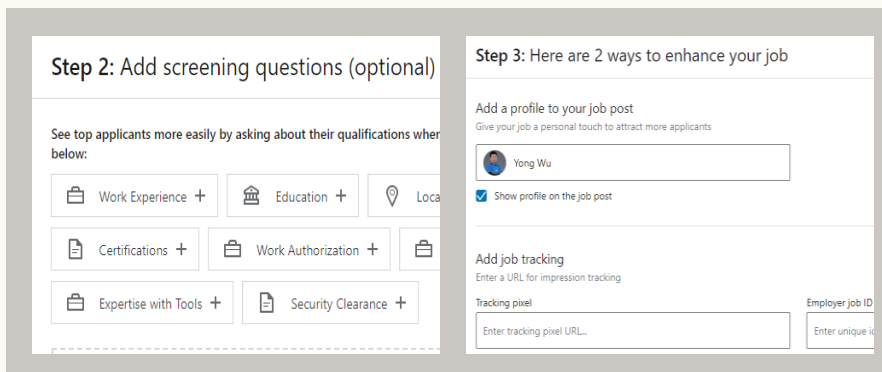 Step 2: Add screening questions (optional)
See top applicants more easily by asking about their qualifications
below:
Work Experience +
Education +
Certifications +
Work Authorization +
Expertise with Tools +
Security Clearance +
Step 3: Here are 2 ways to enhance your job
Add a profile to your job post
Give your job a personal touch to attract more applicants
Yong Wu
Show profile on the job post
Add job tracking
Enter a URL for impression tracking
Tracking pixel
Employer job ID
Enter tracking pixel URL...
Enter unique